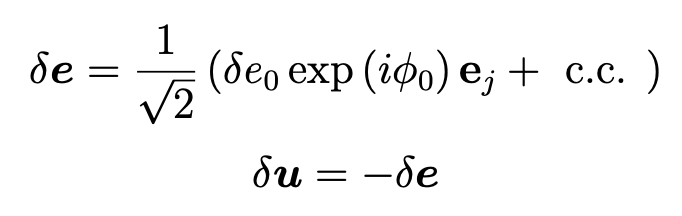 δe = 1/√2 (δe₀ exp (iϕ₀) e_j + c.c. )
δu = −δe